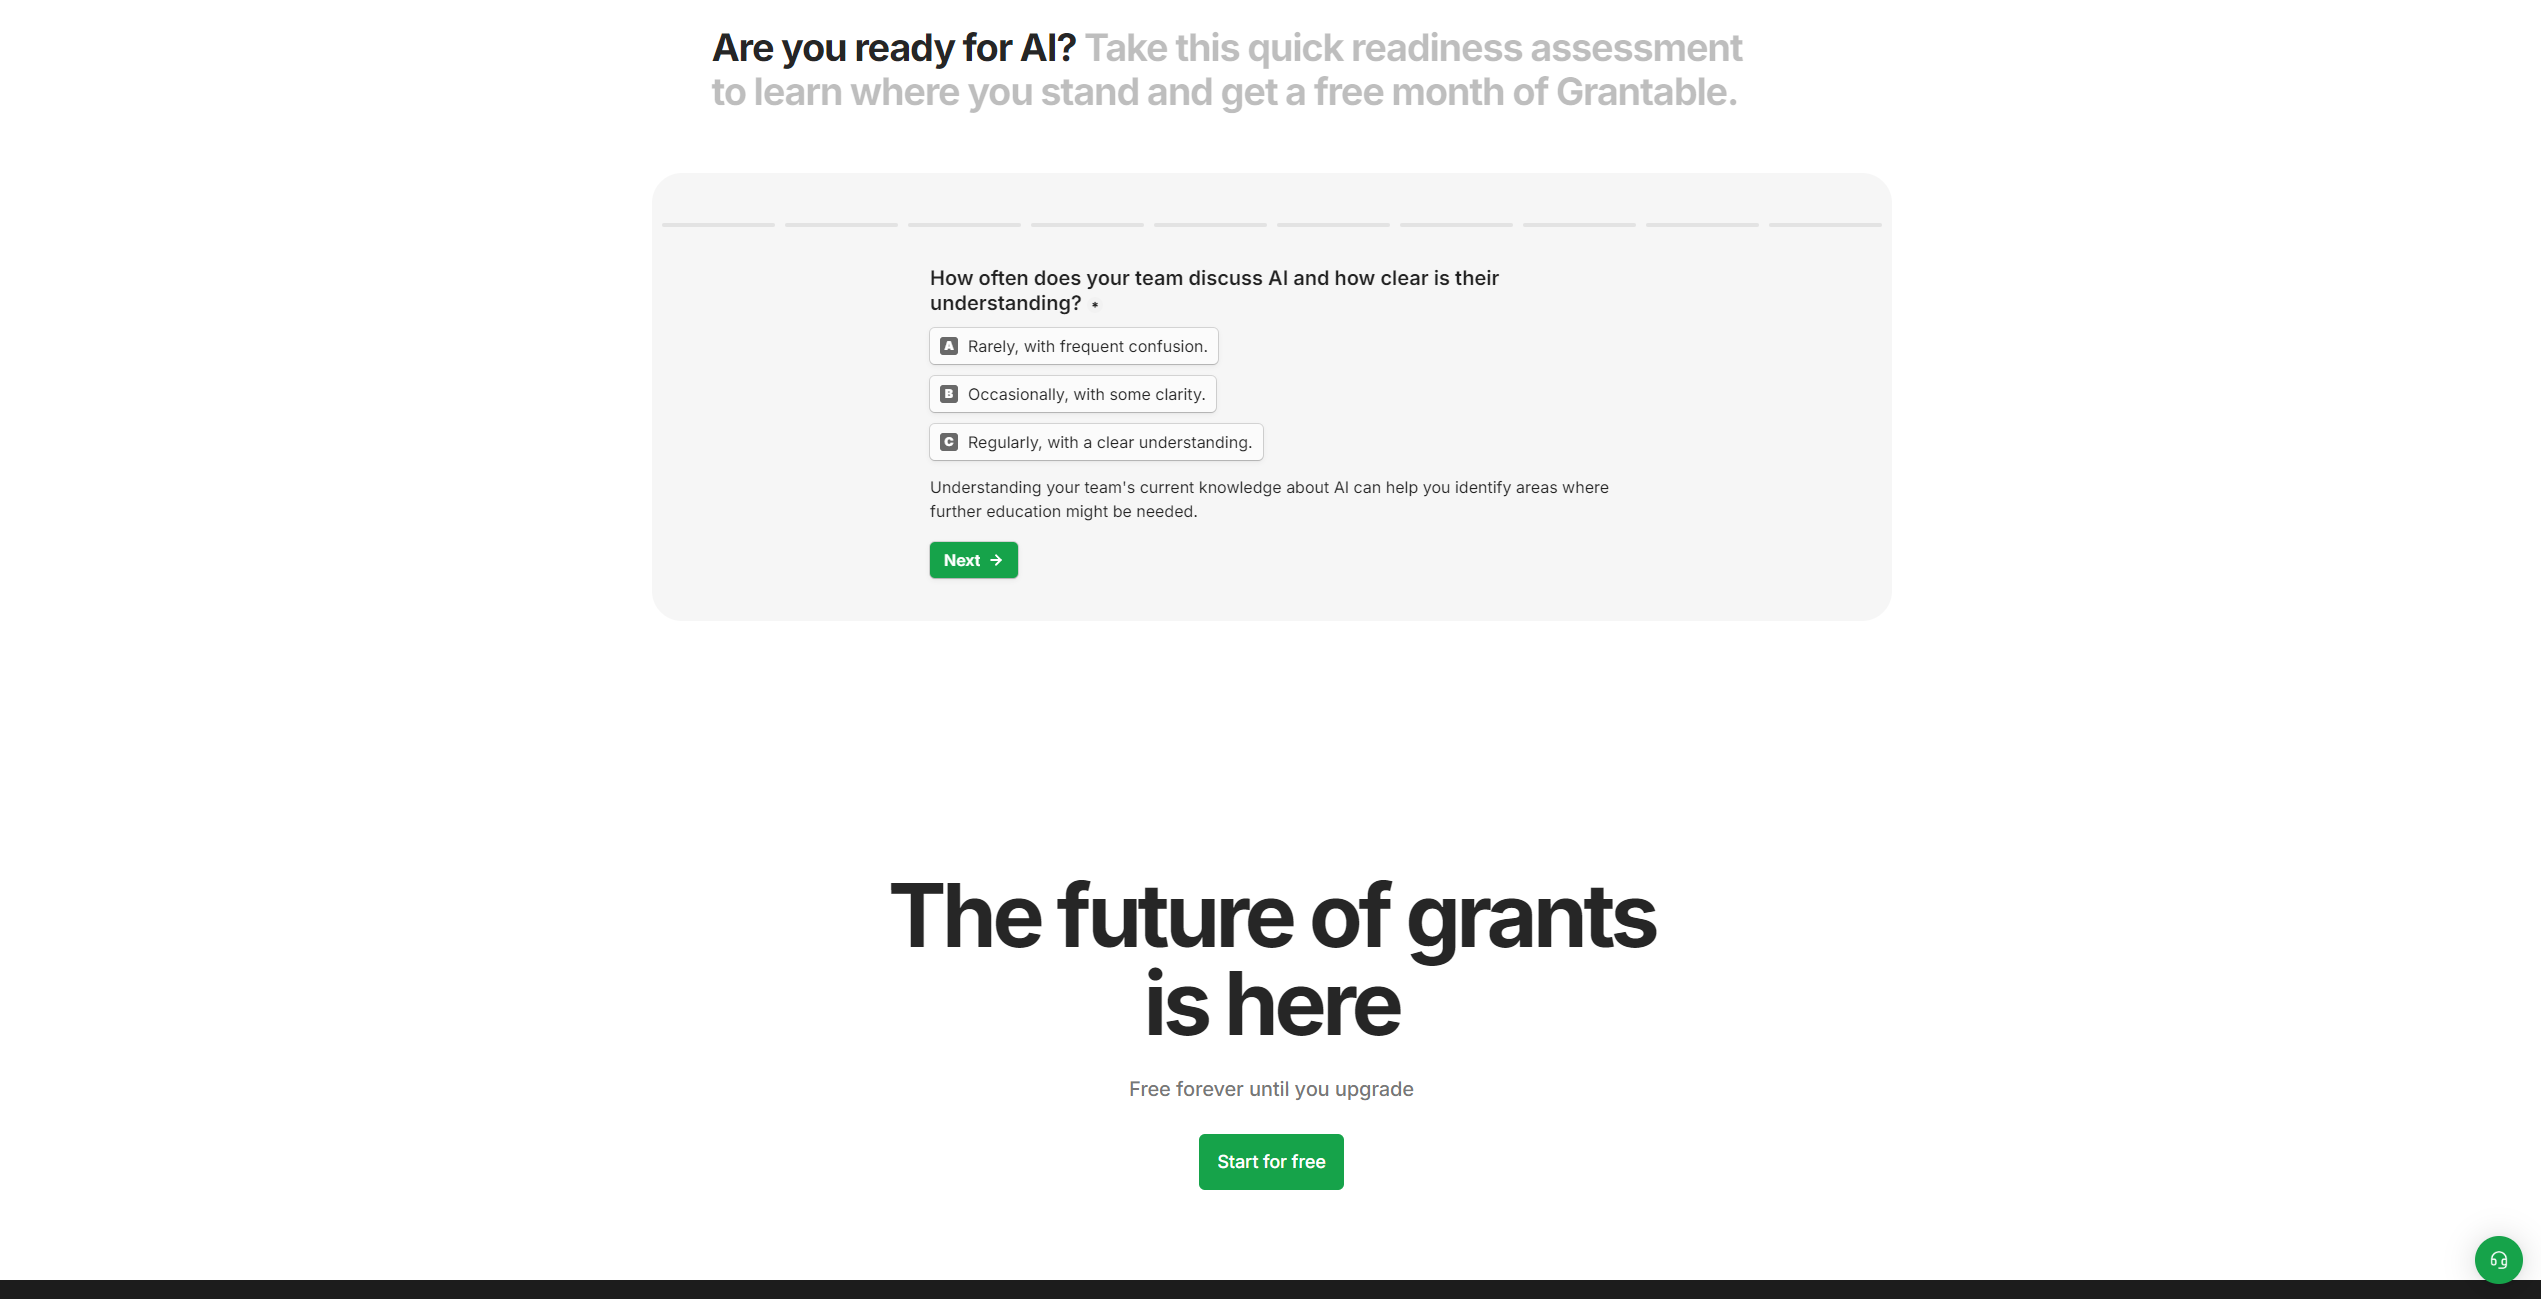 Are you ready for AI? Take this quick readiness assessment
to learn where you stand and get a free month of Grantable.
How often does your team discuss AI and how clear is their
understanding? *
A Rarely, with frequent confusion.
B Occasionally, with some clarity.
C Regularly, with a clear understanding.
Understanding your team's current knowledge about AI can help you identify areas where
further education might be needed.
Next →
The future of grants
is here
Free forever until you upgrade
Start for free